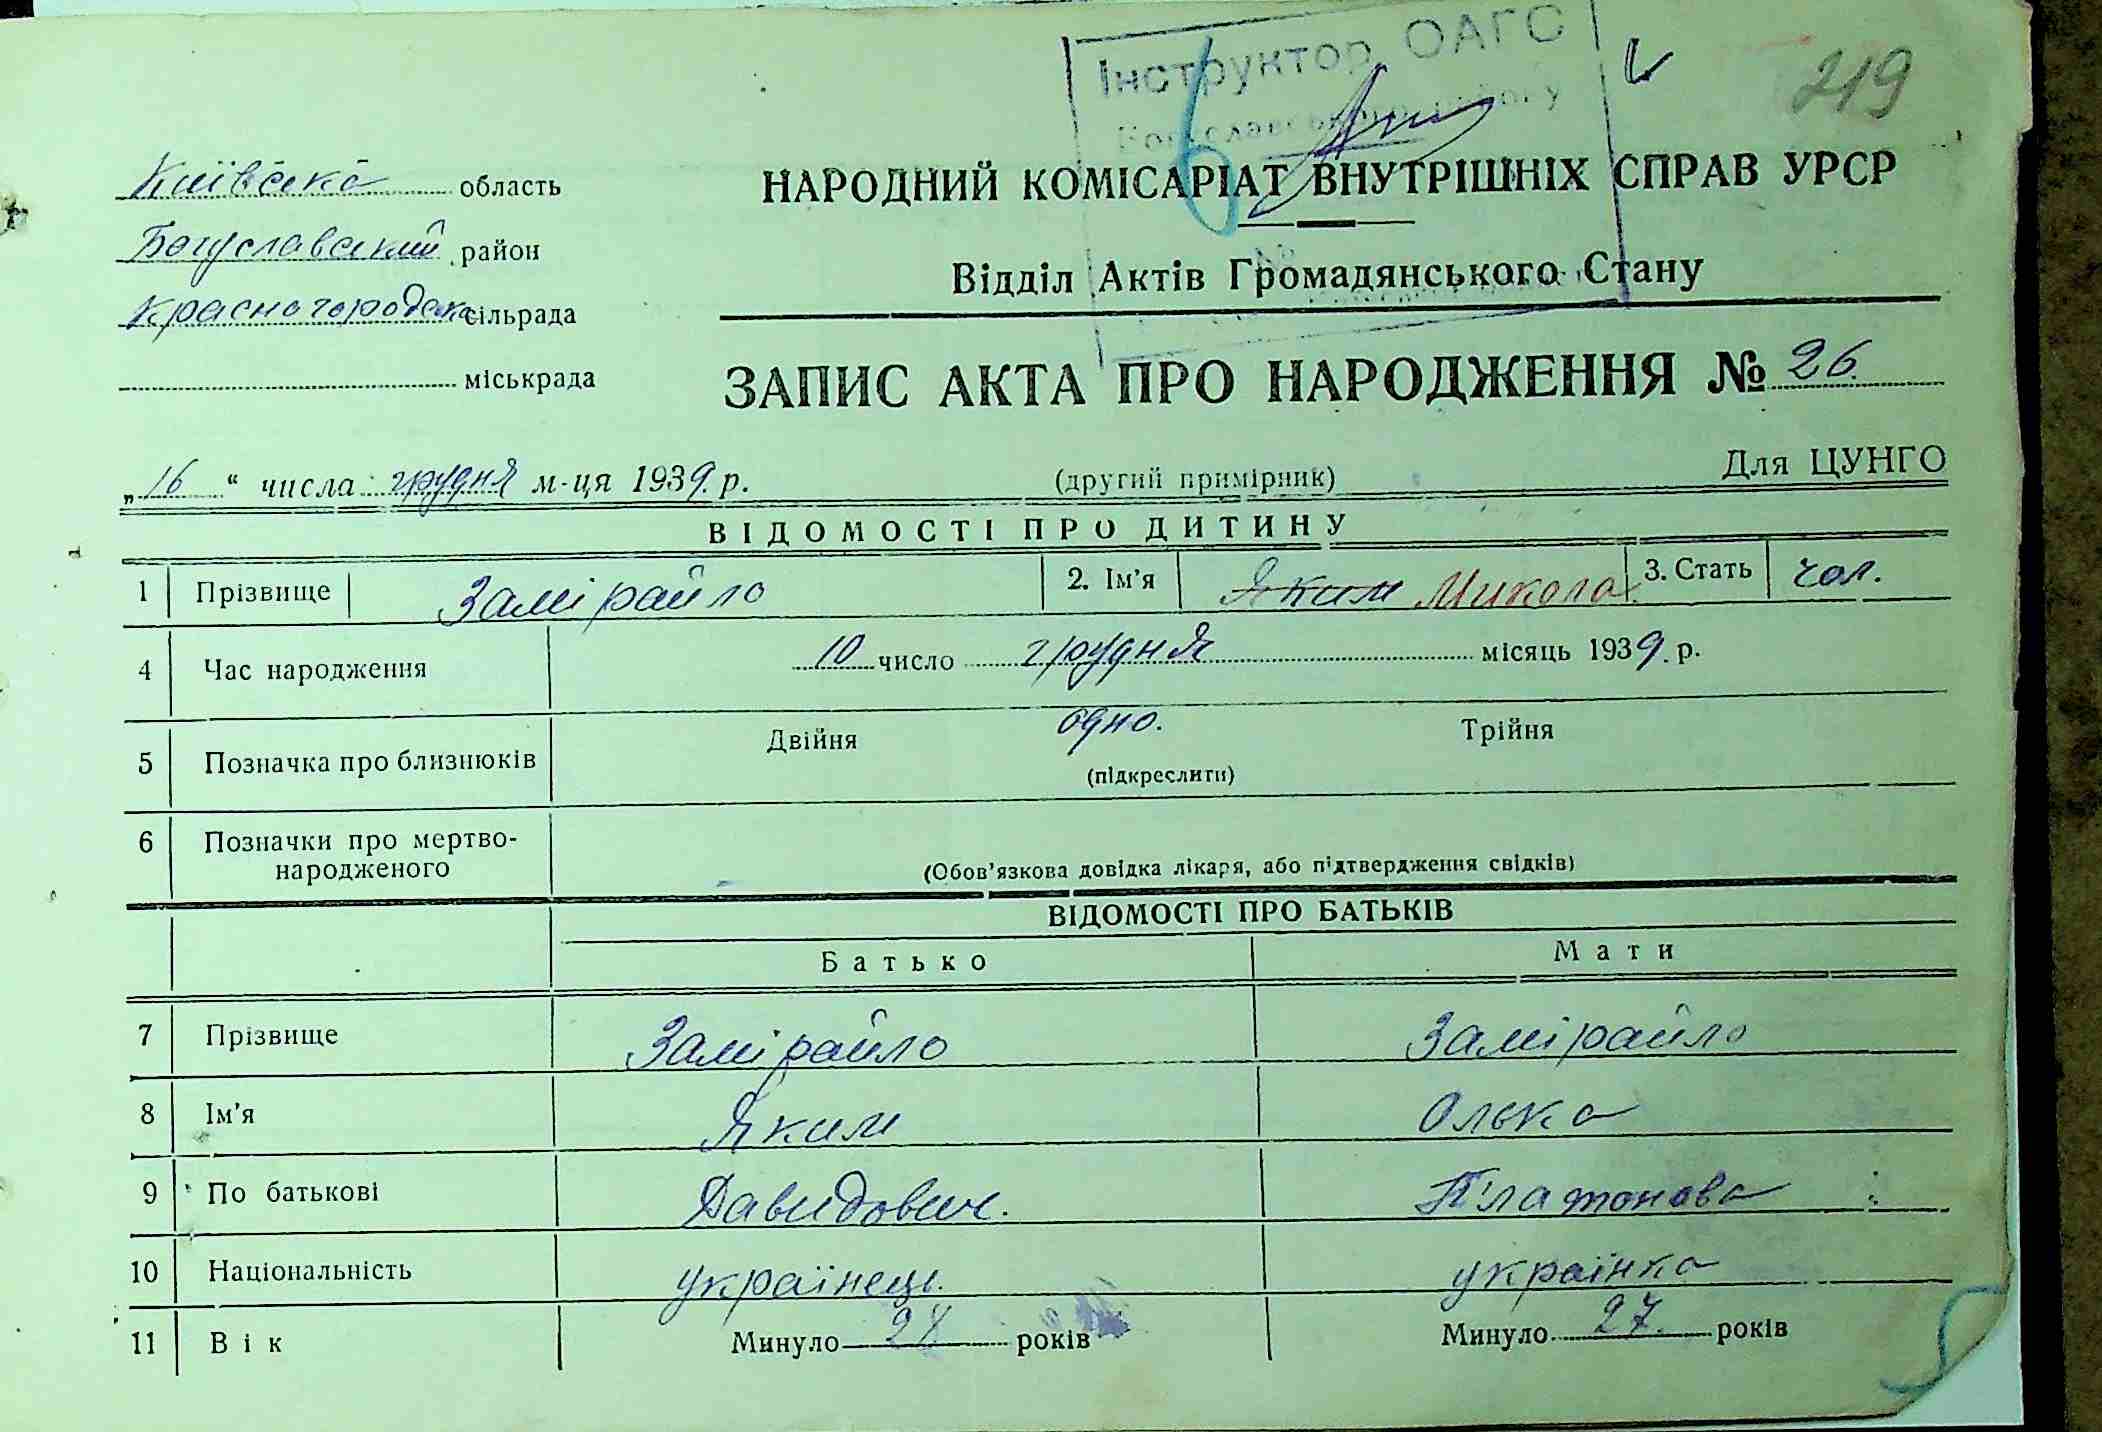 Інструктор ОАГС
219
Київська область
НАРОДНИЙ КОМІСАРІАТ ВНУТРІШНІХ СПРАВ УРСР
Богуславський район
Відділ Актів Громадянського Стану
Красногородська сільрада
міськрада
ЗАПИС АКТА ПРО НАРОДЖЕННЯ № 26.
„16“ числа грудня м-ця 1939 р.
(другий примірник)
Для ЦУНГО
ВІДОМОСТІ ПРО ДИТИНУ
1 Прізвище Замірайло 2. Ім'я Яким Микола 3. Стать чол.
4 Час народження 10 число грудня місяць 1939. р.
5 Позначка про близнюків Двійня одно. Трійня
(підкреслити)
6 Позначки про мертво-
народженого
(Обов'язкова довідка лікаря, або підтвердження свідків)
ВІДОМОСТІ ПРО БАТЬКІВ
Батько Мати
7 Прізвище Замірайло Замірайло
8 Ім'я Яким Олька
9 По батькові Давидович. Платонова
10 Національність українець. українка
11 Вік Минуло років Минуло 27. років